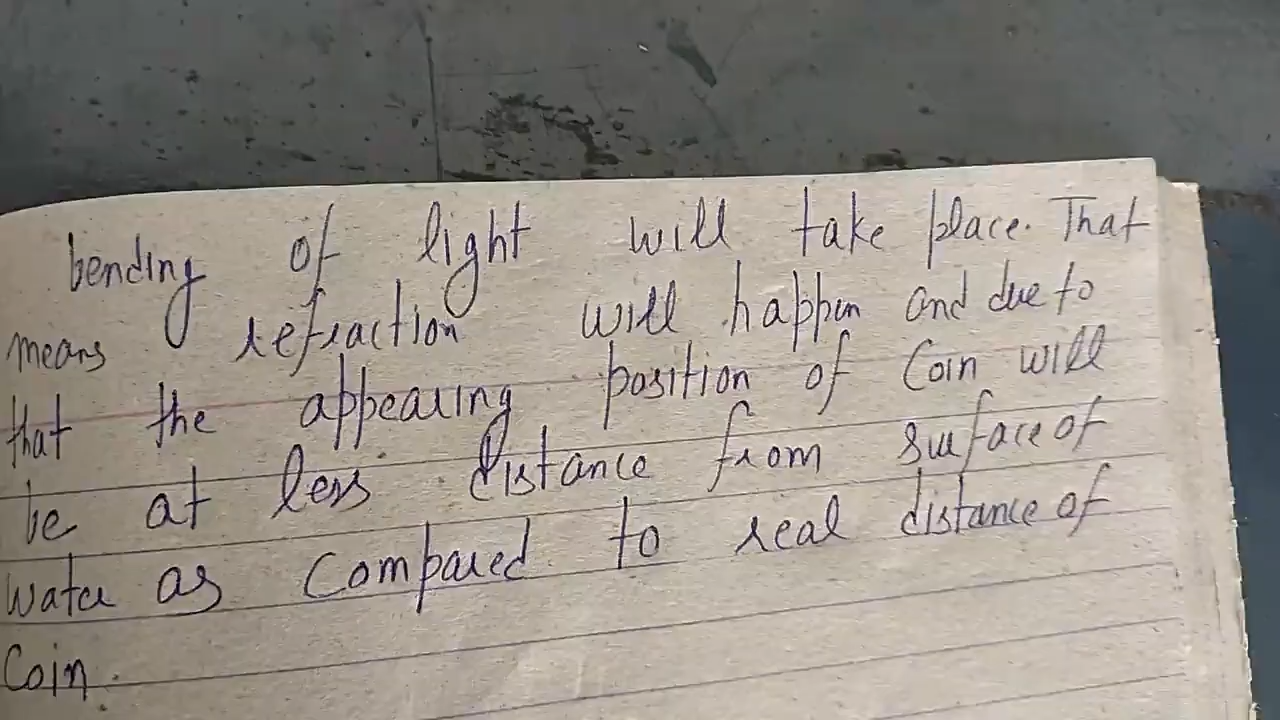 bending of light will take place. That
means refraction will happen and due to
that the appearing position of Coin will
be at less distance from surface of
water as Compared to real distance of
Coin.